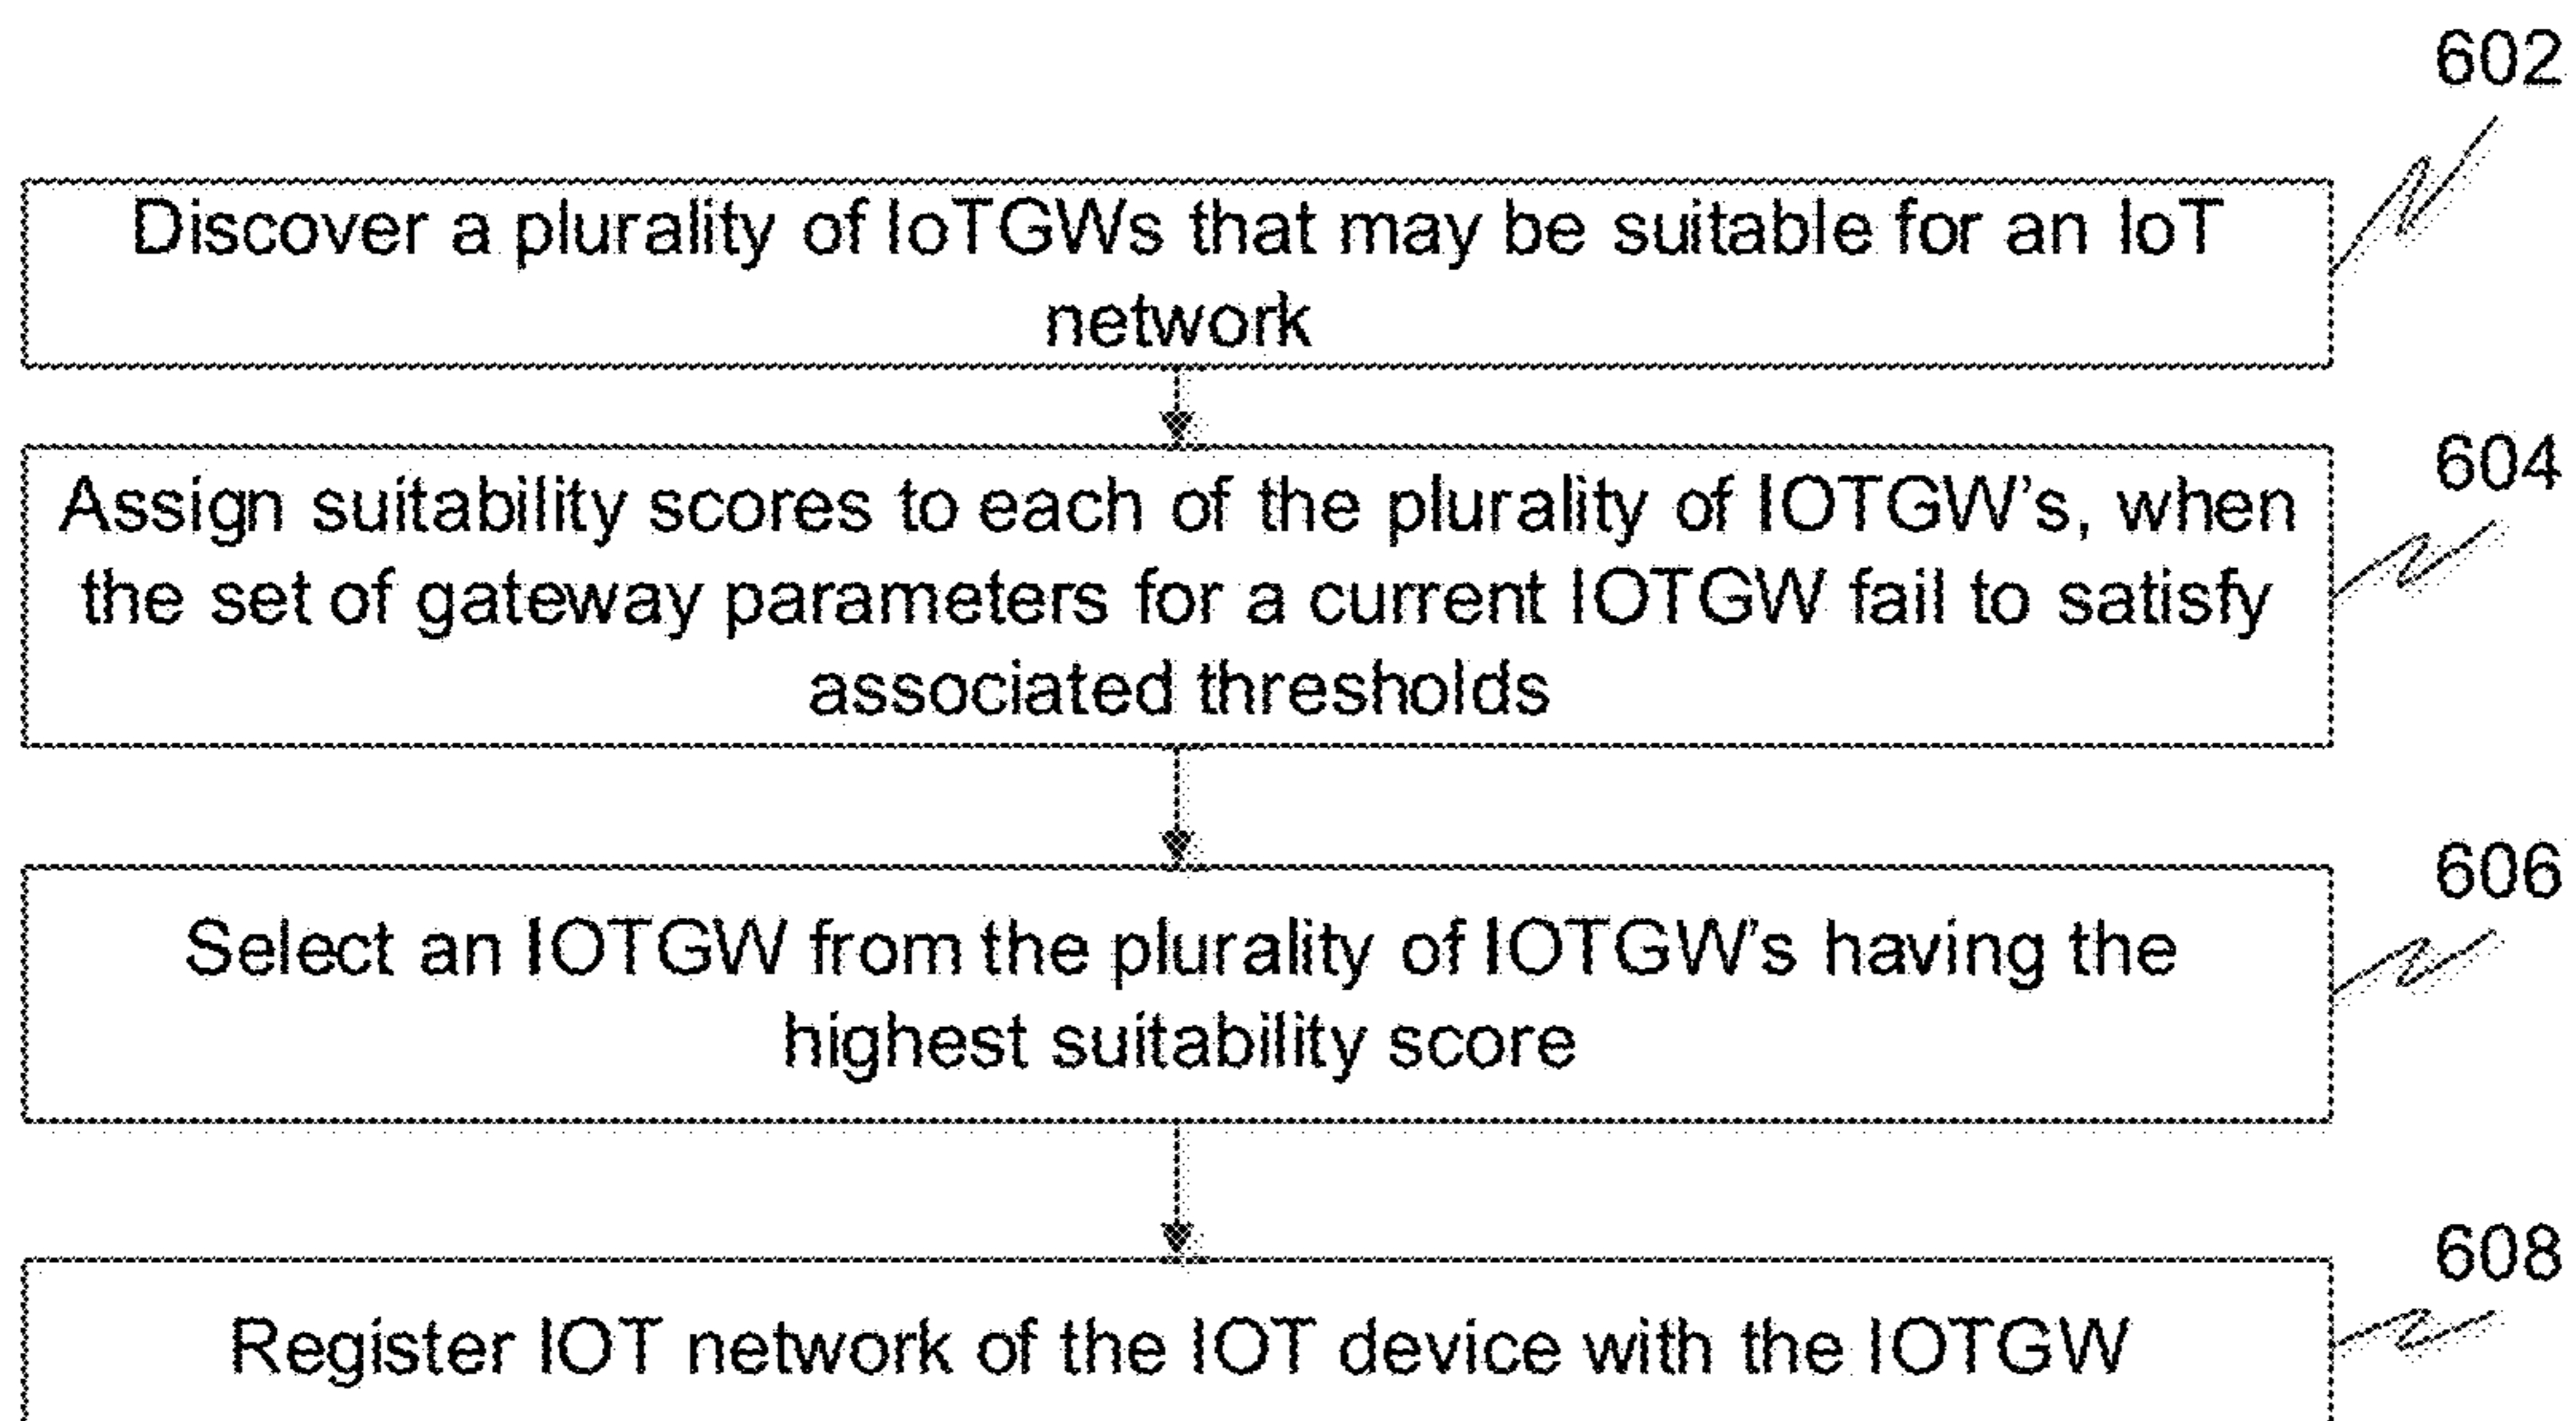 602
Discover a plurality of IoTGWs that may be suitable for an IoT
network
604
Assign suitability scores to each of the plurality of IOTGW's, when
the set of gateway parameters for a current IOTGW fail to satisfy
associated thresholds
606
Select an IOTGW from the plurality of IOTGW's having the
highest suitability score
608
Register IOT network of the IOT device with the IOTGW